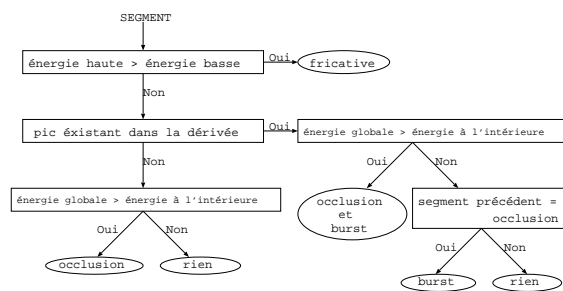 SEGMENT
énergie haute > énergie basse
Oui
fricative
Non
pic éxistant dans la dérivée
Oui
énergie globale > énergie à l'intérieure
Non
Oui
Non
énergie globale > énergie à l'intérieure
occlusion
et
burst
segment précédent =
occlusion
Oui
Non
occlusion
rien
Oui
Non
burst
rien